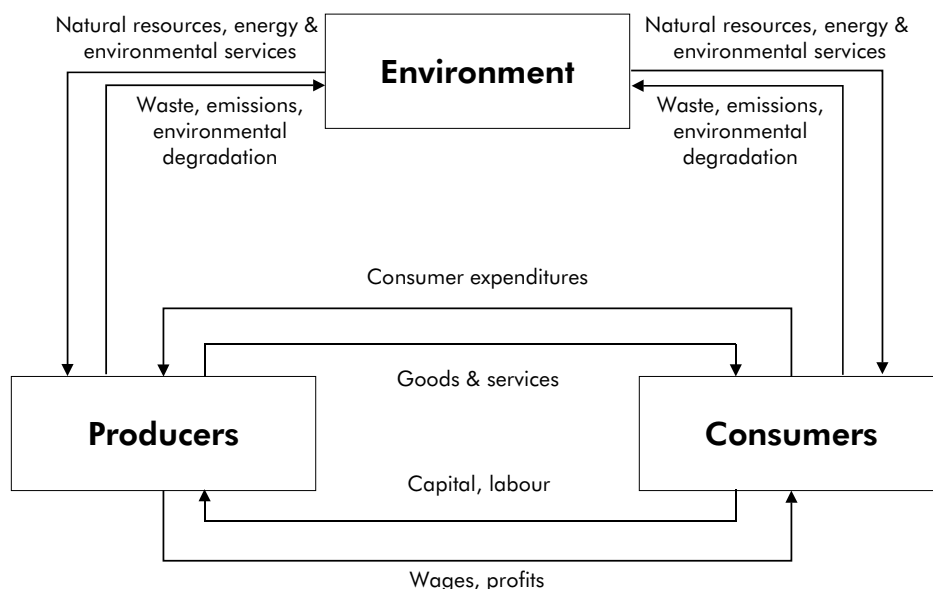 Natural resources, energy &
environmental services
Environment
Natural resources, energy &
environmental services
Waste, emissions,
environmental
degradation
Waste, emissions,
environmental
degradation
Consumer expenditures
Goods & services
Producers
Consumers
Capital, labour
Wages, profits